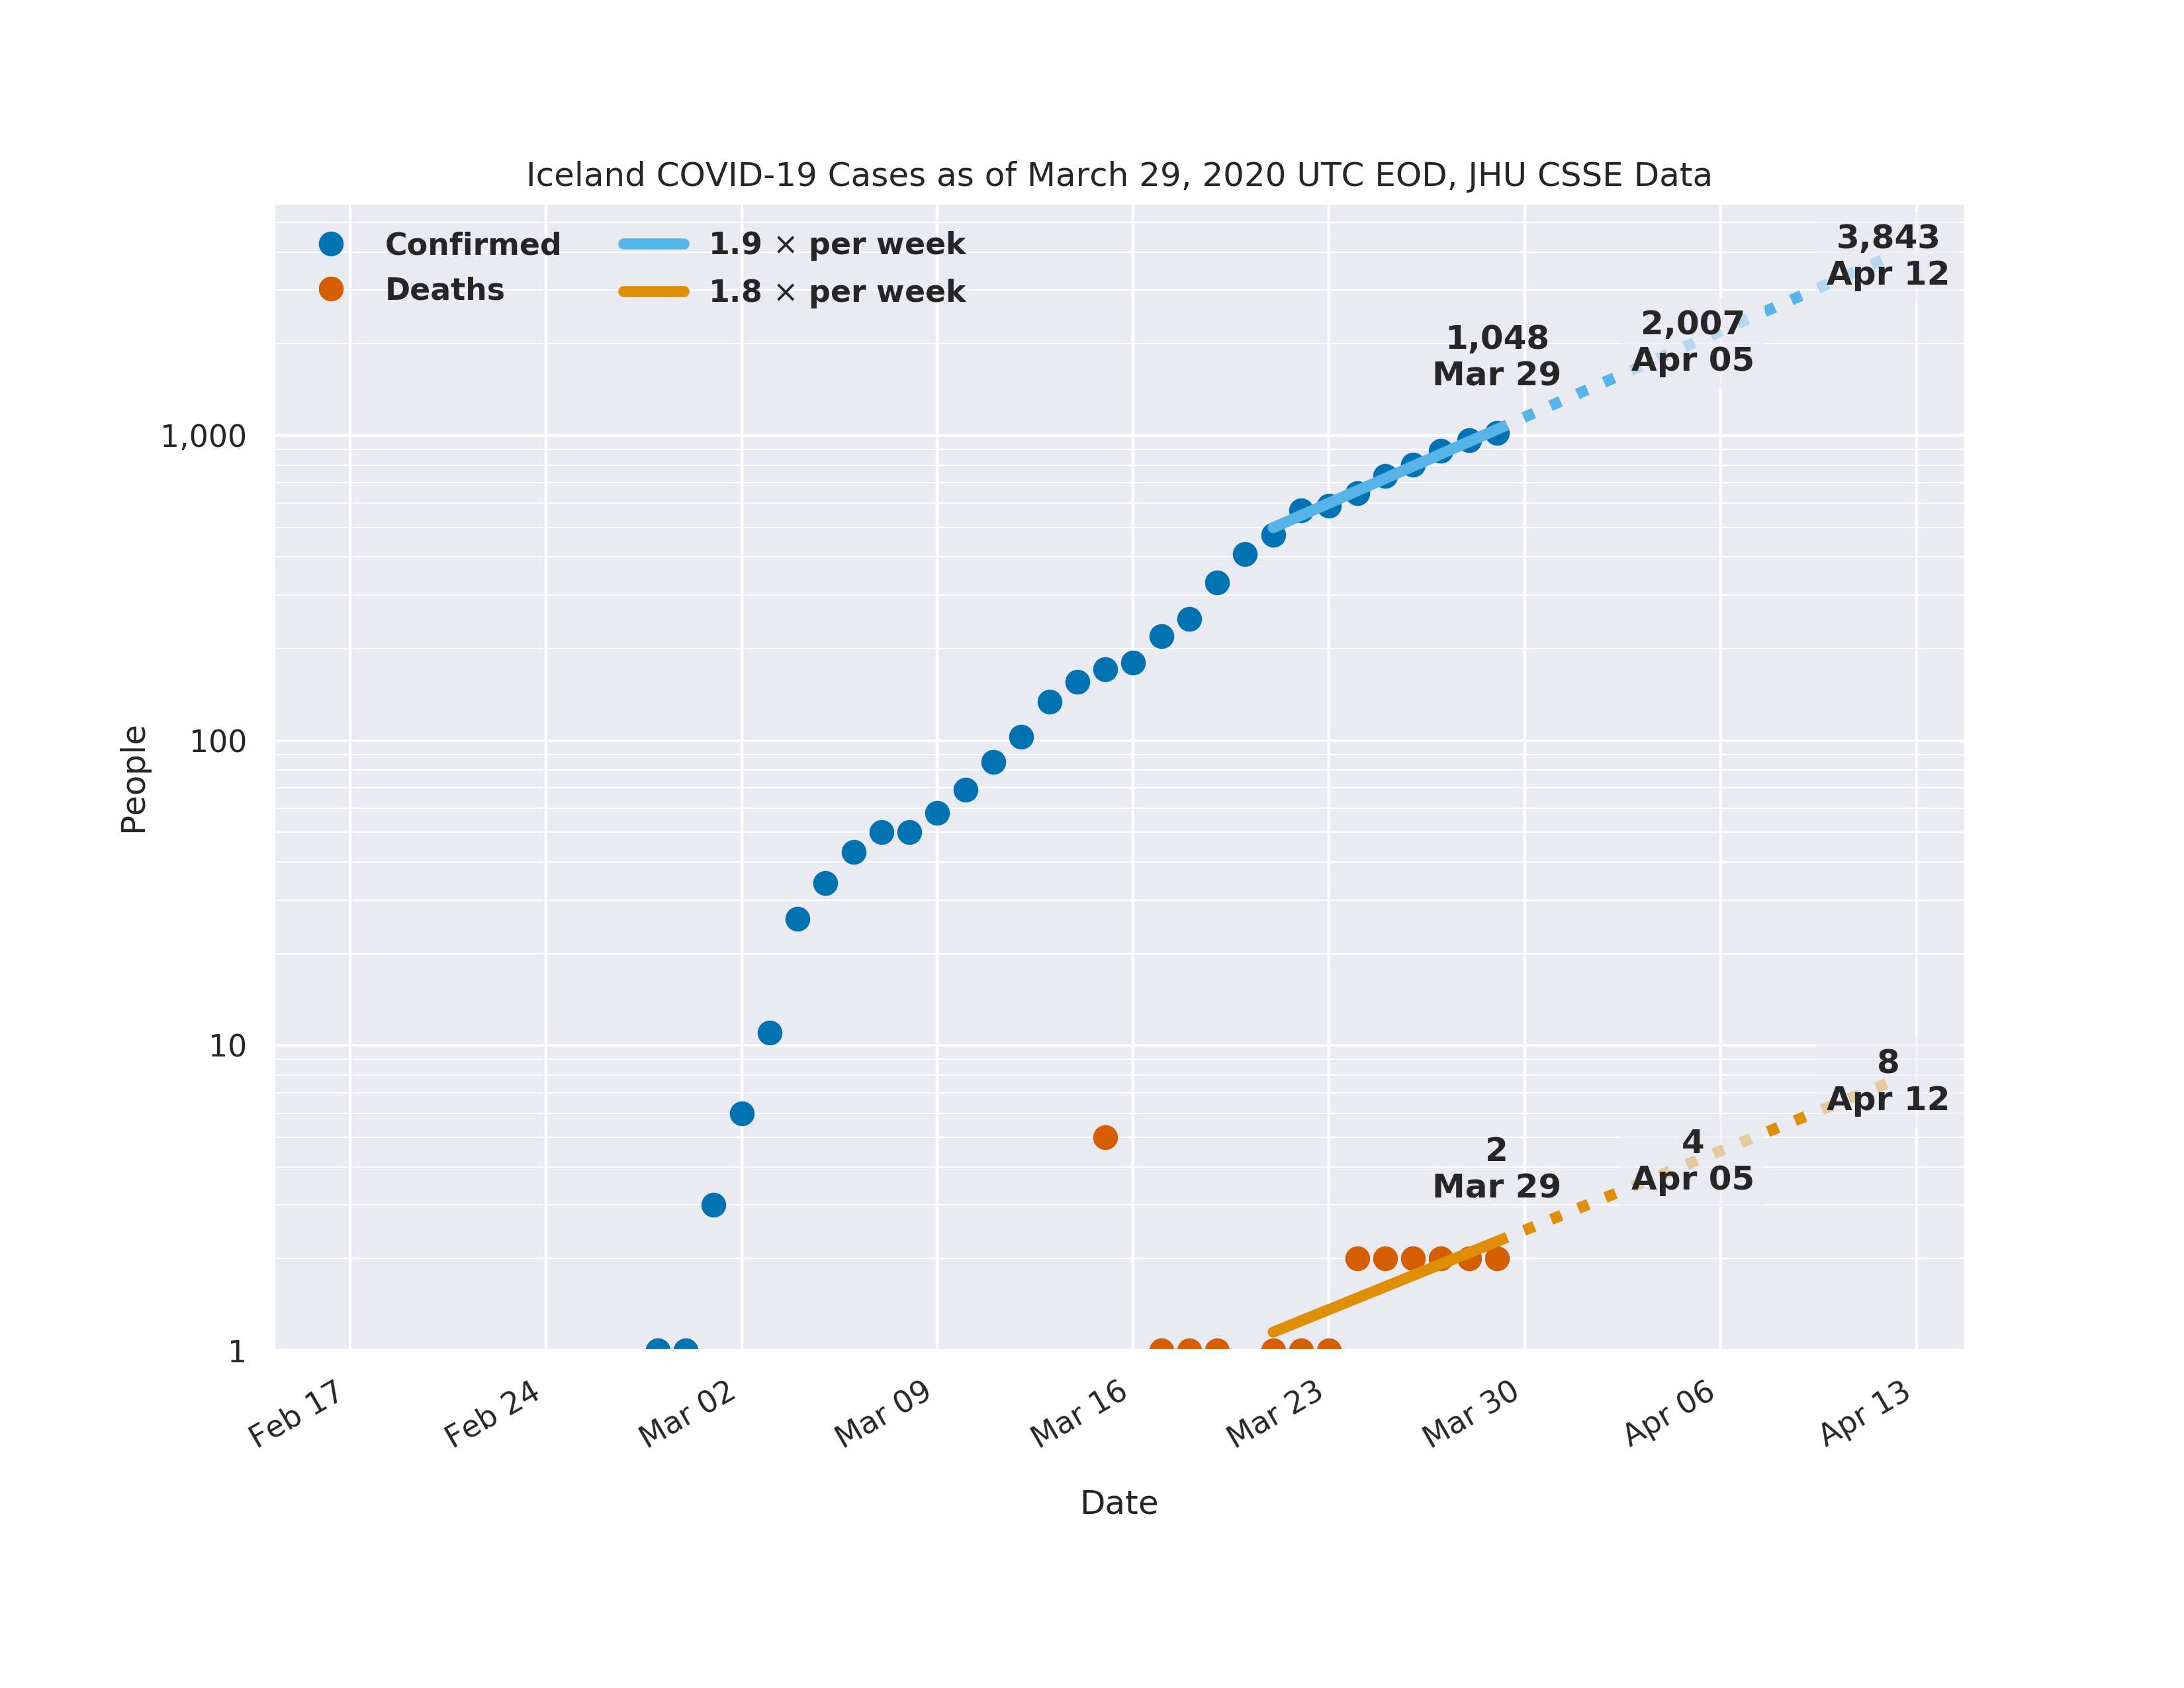 Iceland COVID-19 Cases as of March 29, 2020 UTC EOD, JHU CSSE Data
Confirmed
Deaths
1.9 × per week
1.8 × per week
3,843
Apr 12
2,007
Apr 05
1,048
Mar 29
8
Apr 12
4
Apr 05
2
Mar 29
People
1,000
100
10
1
Feb 17
Feb 24
Mar 02
Mar 09
Mar 16
Mar 23
Mar 30
Apr 06
Apr 13
Date